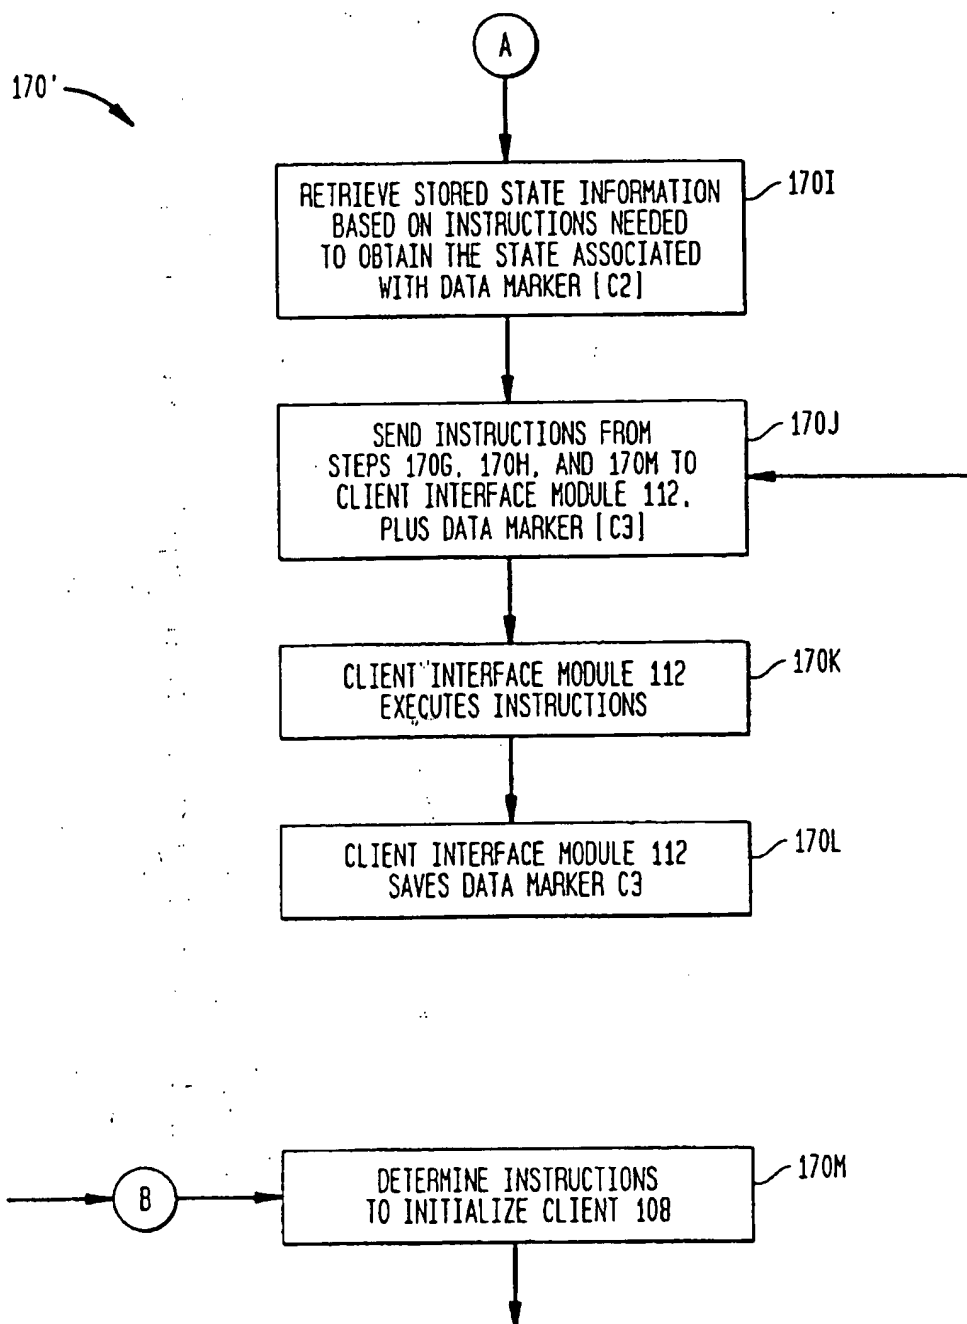 A
170'
RETRIEVE STORED STATE INFORMATION
BASED ON INSTRUCTIONS NEEDED
TO OBTAIN THE STATE ASSOCIATED
WITH DATA MARKER [C2]
170I
SEND INSTRUCTIONS FROM
STEPS 170G, 170H, AND 170M TO
CLIENT INTERFACE MODULE 112,
PLUS DATA MARKER [C3]
170J
CLIENT INTERFACE MODULE 112
EXECUTES INSTRUCTIONS
170K
CLIENT INTERFACE MODULE 112
SAVES DATA MARKER C3
170L
B
DETERMINE INSTRUCTIONS
TO INITIALIZE CLIENT 108
170M